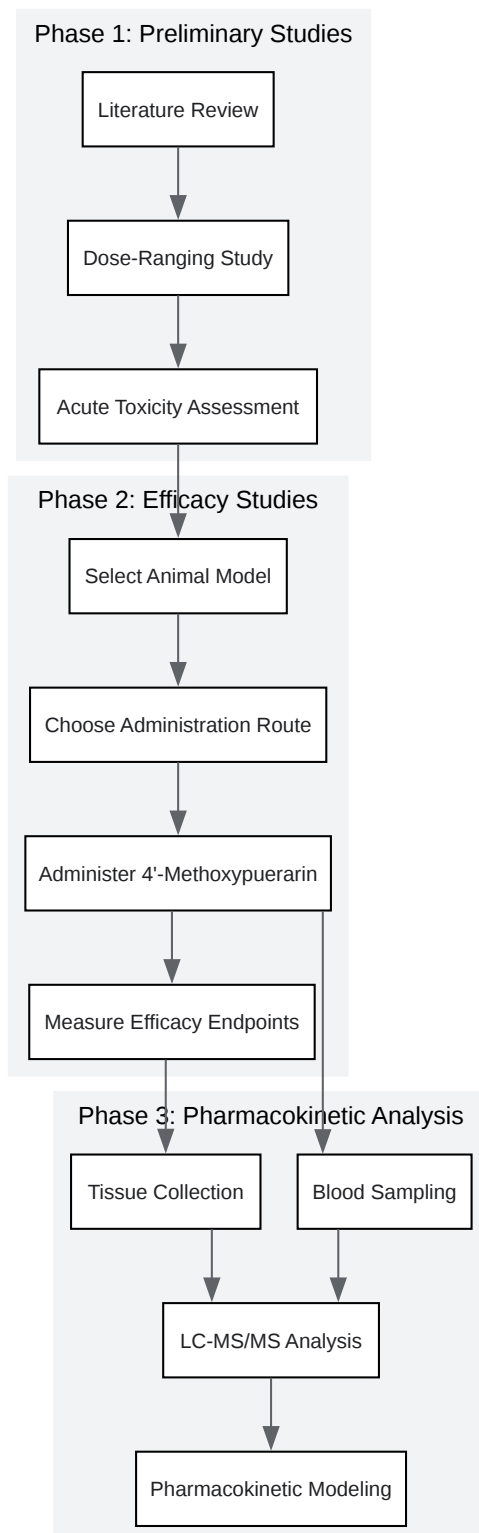 Phase 1: Preliminary Studies
Literature Review
Dose-Ranging Study
Acute Toxicity Assessment
Phase 2: Efficacy Studies
Select Animal Model
Choose Administration Route
Administer 4'-Methoxypuerarin
Measure Efficacy Endpoints
Phase 3: Pharmacokinetic Analysis
Tissue Collection
Blood Sampling
LC-MS/MS Analysis
Pharmacokinetic Modeling